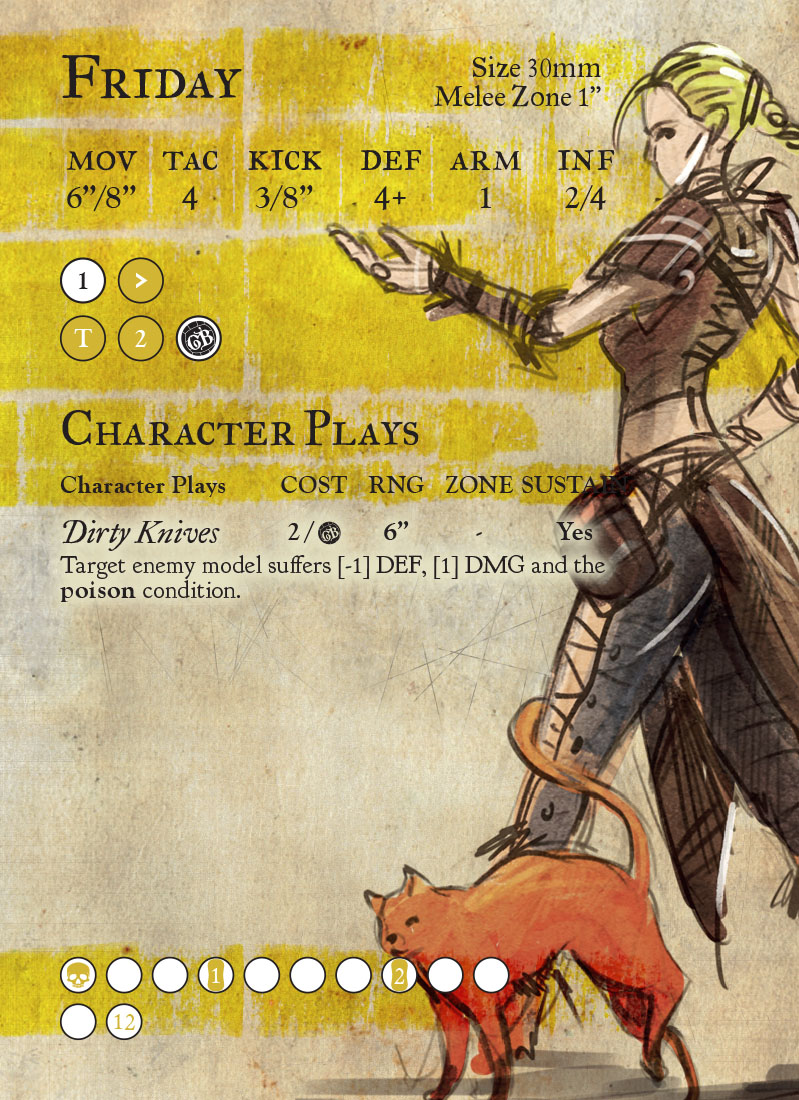 Friday
Size 30mm
Melee Zone 1”
MOV TAC KICK DEF ARM INF
6”/8” 4 3/8” 4+ 1 2/4
1 >
T 2 GB
Character Plays
Character Plays COST RNG ZONE SUSTAIN
Dirty Knives 2/GB 6” - Yes
Target enemy model suffers [-1] DEF, [1] DMG and the
poison condition.
1 2
12